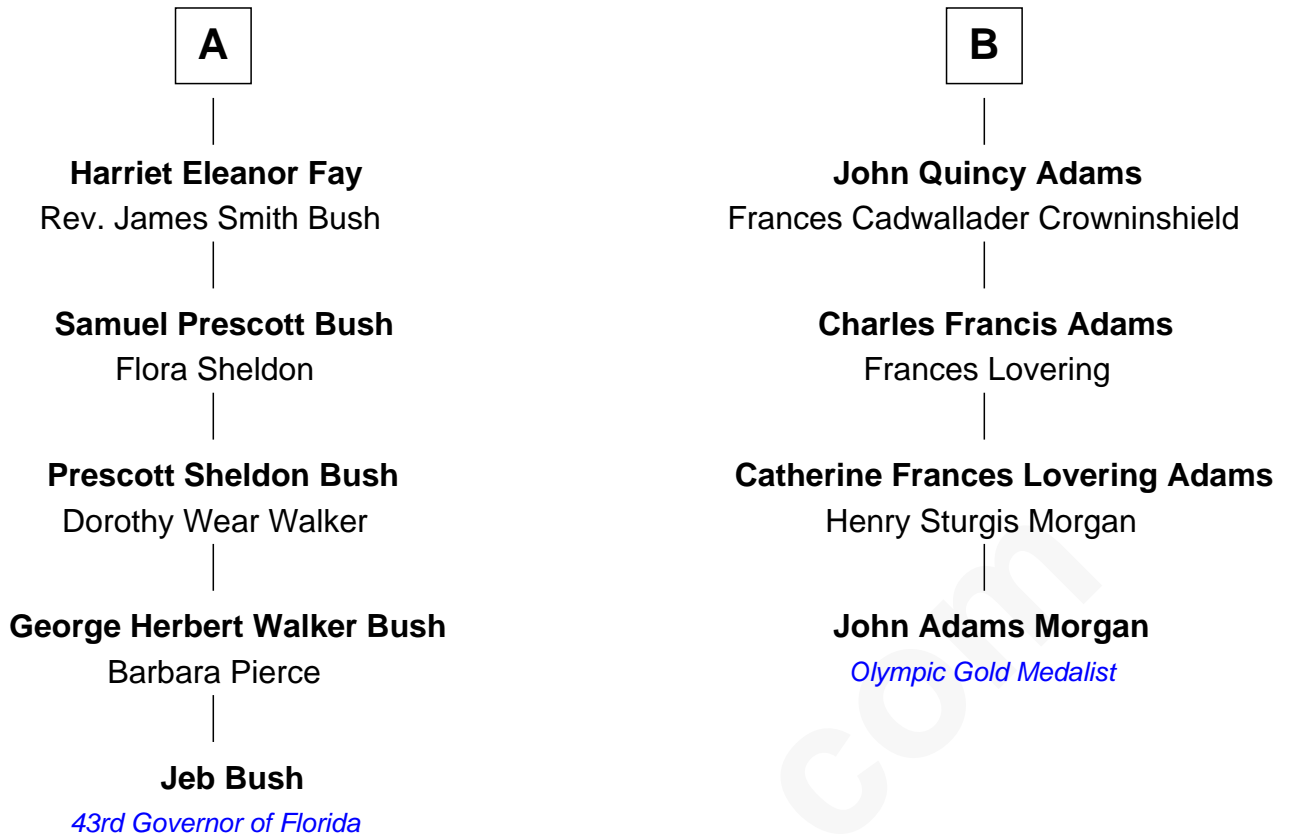 A
Harriet Eleanor Fay
Rev. James Smith Bush
Samuel Prescott Bush
Flora Sheldon
Prescott Sheldon Bush
Dorothy Wear Walker
George Herbert Walker Bush
Barbara Pierce
Jeb Bush
43rd Governor of Florida
B
John Quincy Adams
Frances Cadwallader Crowninshield
Charles Francis Adams
Frances Lovering
Catherine Frances Lovering Adams
Henry Sturgis Morgan
John Adams Morgan
Olympic Gold Medalist
com